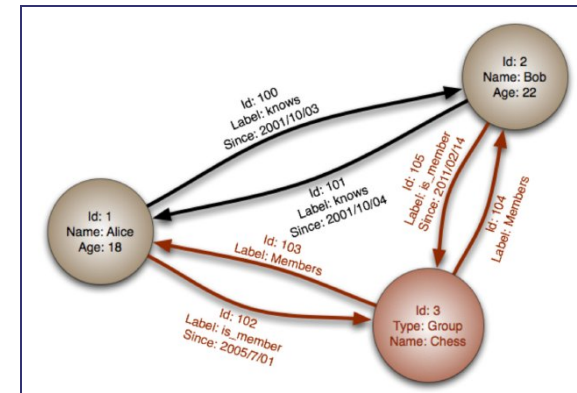 Id: 2
Name: Bob
Age: 22
Id: 100
Label: knows
Since: 2001/10/03
Id: 101
Label: knows
Since: 2001/10/04
Id: 105
Label: is_member
Since: 2011/02/14
Id: 104
Label: Members
Id: 1
Name: Alice
Age: 18
Id: 103
Label: Members
Id: 102
Label: is_member
Since: 2005/7/01
Id: 3
Type: Group
Name: Chess